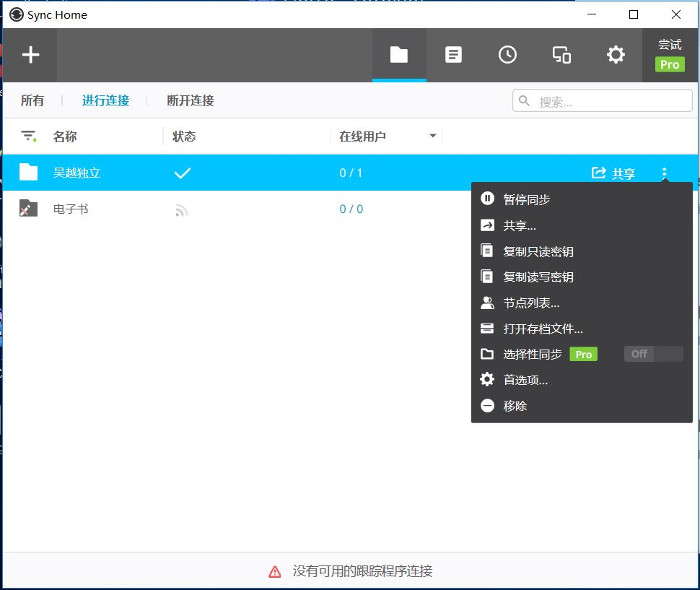 Sync Home
尝试
Pro
所有 进行连接 断开连接 搜索...
名称 状态 在线用户
吴越独立 0 / 1 共享
电子书 0 / 0
暂停同步
共享...
复制只读密钥
复制读写密钥
节点列表...
打开存档文件...
选择性同步 Pro Off
首选项...
移除
没有可用的跟踪程序连接